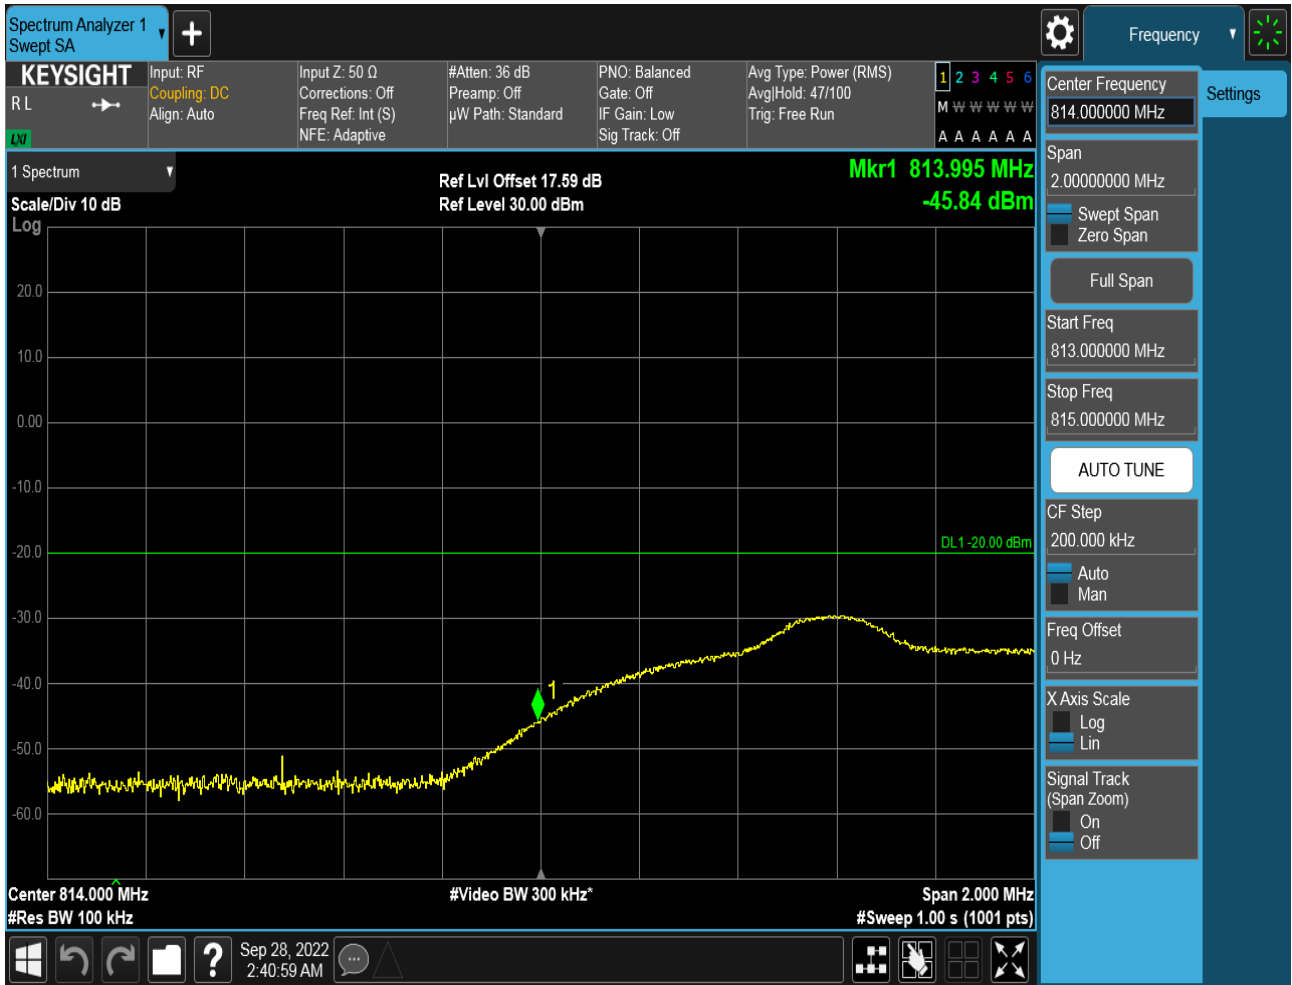 Spectrum Analyzer 1
Swept SA
Frequency
KEYSIGHT
R L
LXI
Input: RF
Coupling: DC
Align: Auto
Input Z: 50 Ω
Corrections: Off
Freq Ref: Int (S)
NFE: Adaptive
#Atten: 36 dB
Preamp: Off
µW Path: Standard
PNO: Balanced
Gate: Off
IF Gain: Low
Sig Track: Off
Avg Type: Power (RMS)
Avg|Hold: 47/100
Trig: Free Run
1 2 3 4 5 6
M W W W W W
A A A A A A
Center Frequency
814.000000 MHz
Settings
Span
2.00000000 MHz
Swept Span
Zero Span
Full Span
Start Freq
813.000000 MHz
Stop Freq
815.000000 MHz
AUTO TUNE
CF Step
200.000 kHz
Auto
Man
Freq Offset
0 Hz
X Axis Scale
Log
Lin
Signal Track
(Span Zoom)
On
Off
1 Spectrum
Scale/Div 10 dB
Log
Ref Lvl Offset 17.59 dB
Ref Level 30.00 dBm
Mkr1 813.995 MHz
-45.84 dBm
20.0
10.0
0.00
-10.0
-20.0
DL1 -20.00 dBm
-30.0
-40.0
1
-50.0
-60.0
Center 814.000 MHz
#Video BW 300 kHz*
Span 2.000 MHz
#Res BW 100 kHz
#Sweep 1.00 s (1001 pts)
?
Sep 28, 2022
2:40:59 AM